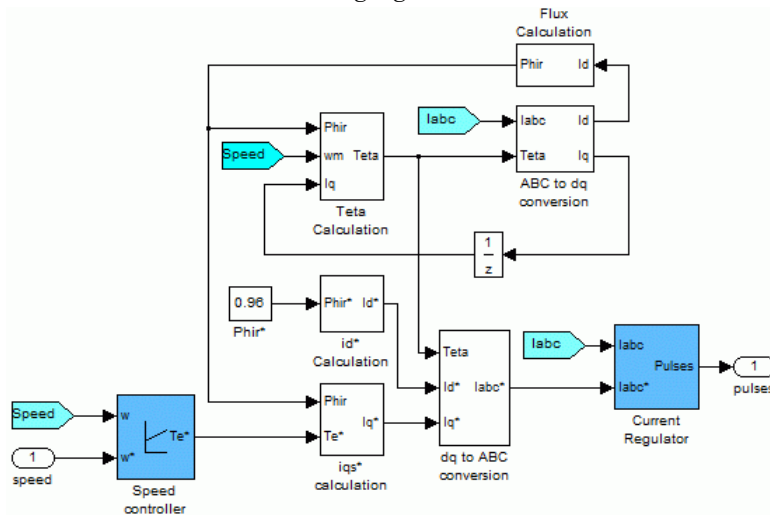 Flux
Calculation
Phir Id
Iabc
Iabc Id
Teta Iq
ABC to dq
conversion
Speed
Phir
wm Teta
Iq
Teta
Calculation
1
z
0.96
Phir*
Phir* Id*
id*
Calculation
Teta
Id* Iabc*
Iq*
dq to ABC
conversion
Iabc
Iabc
Pulses
Iabc*
Current
Regulator
1
pulses
Speed
1
speed
w
Te*
w*
Speed
controller
Phir
Iq*
Te*
iqs*
calculation